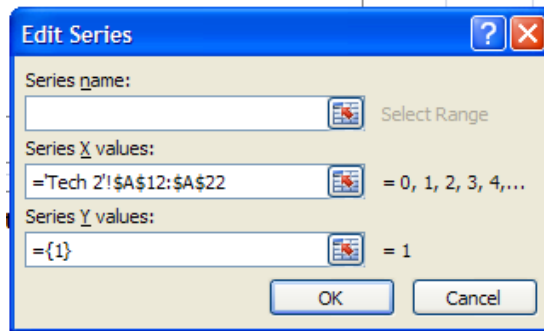 Edit Series
Series name:
Select Range
Series X values:
='Tech 2'!$A$12:$A$22
= 0, 1, 2, 3, 4,...
Series Y values:
={1}
= 1
OK
Cancel